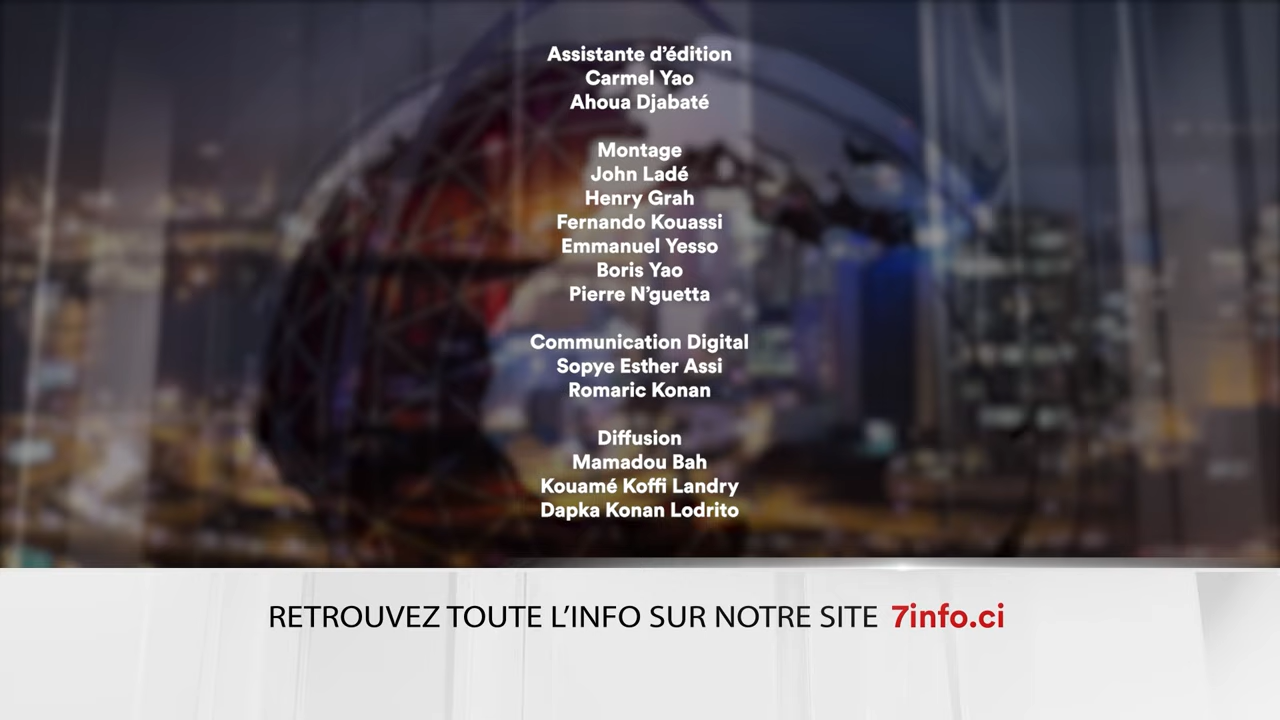 Assistante d’édition
Carmel Yao
Ahoua Djabaté
Montage
John Ladé
Henry Grah
Fernando Kouassi
Emmanuel Yesso
Boris Yao
Pierre N’guetta
Communication Digital
Sopye Esther Assi
Romaric Konan
Diffusion
Mamadou Bah
Kouamé Koffi Landry
Dapka Konan Lodrito
RETROUVEZ TOUTE L’INFO SUR NOTRE SITE 7info.ci